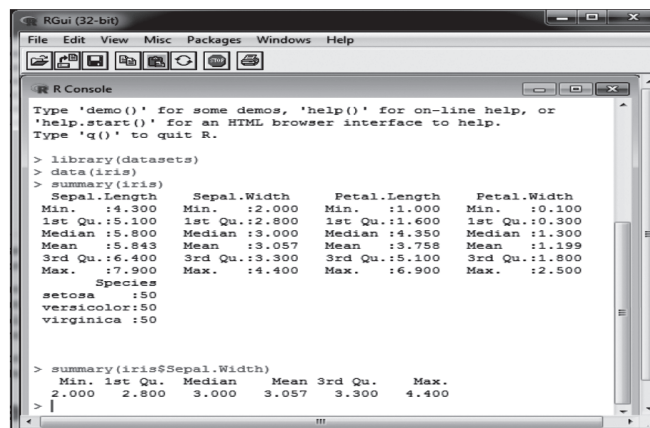 RGui (32-bit)
File Edit View Misc Packages Windows Help
STOP
R Console
Type 'demo()' for some demos, 'help()' for on-line help, or
'help.start()' for an HTML browser interface to help.
Type 'q()' to quit R.
> library(datasets)
> data(iris)
> summary(iris)
Sepal.Length Sepal.Width Petal.Length Petal.Width
Min. :4.300 Min. :2.000 Min. :1.000 Min. :0.100
1st Qu.:5.100 1st Qu.:2.800 1st Qu.:1.600 1st Qu.:0.300
Median :5.800 Median :3.000 Median :4.350 Median :1.300
Mean :5.843 Mean :3.057 Mean :3.758 Mean :1.199
3rd Qu.:6.400 3rd Qu.:3.300 3rd Qu.:5.100 3rd Qu.:1.800
Max. :7.900 Max. :4.400 Max. :6.900 Max. :2.500
Species
setosa :50
versicolor:50
virginica :50
> summary(iris$Sepal.Width)
Min. 1st Qu. Median Mean 3rd Qu. Max.
2.000 2.800 3.000 3.057 3.300 4.400
>